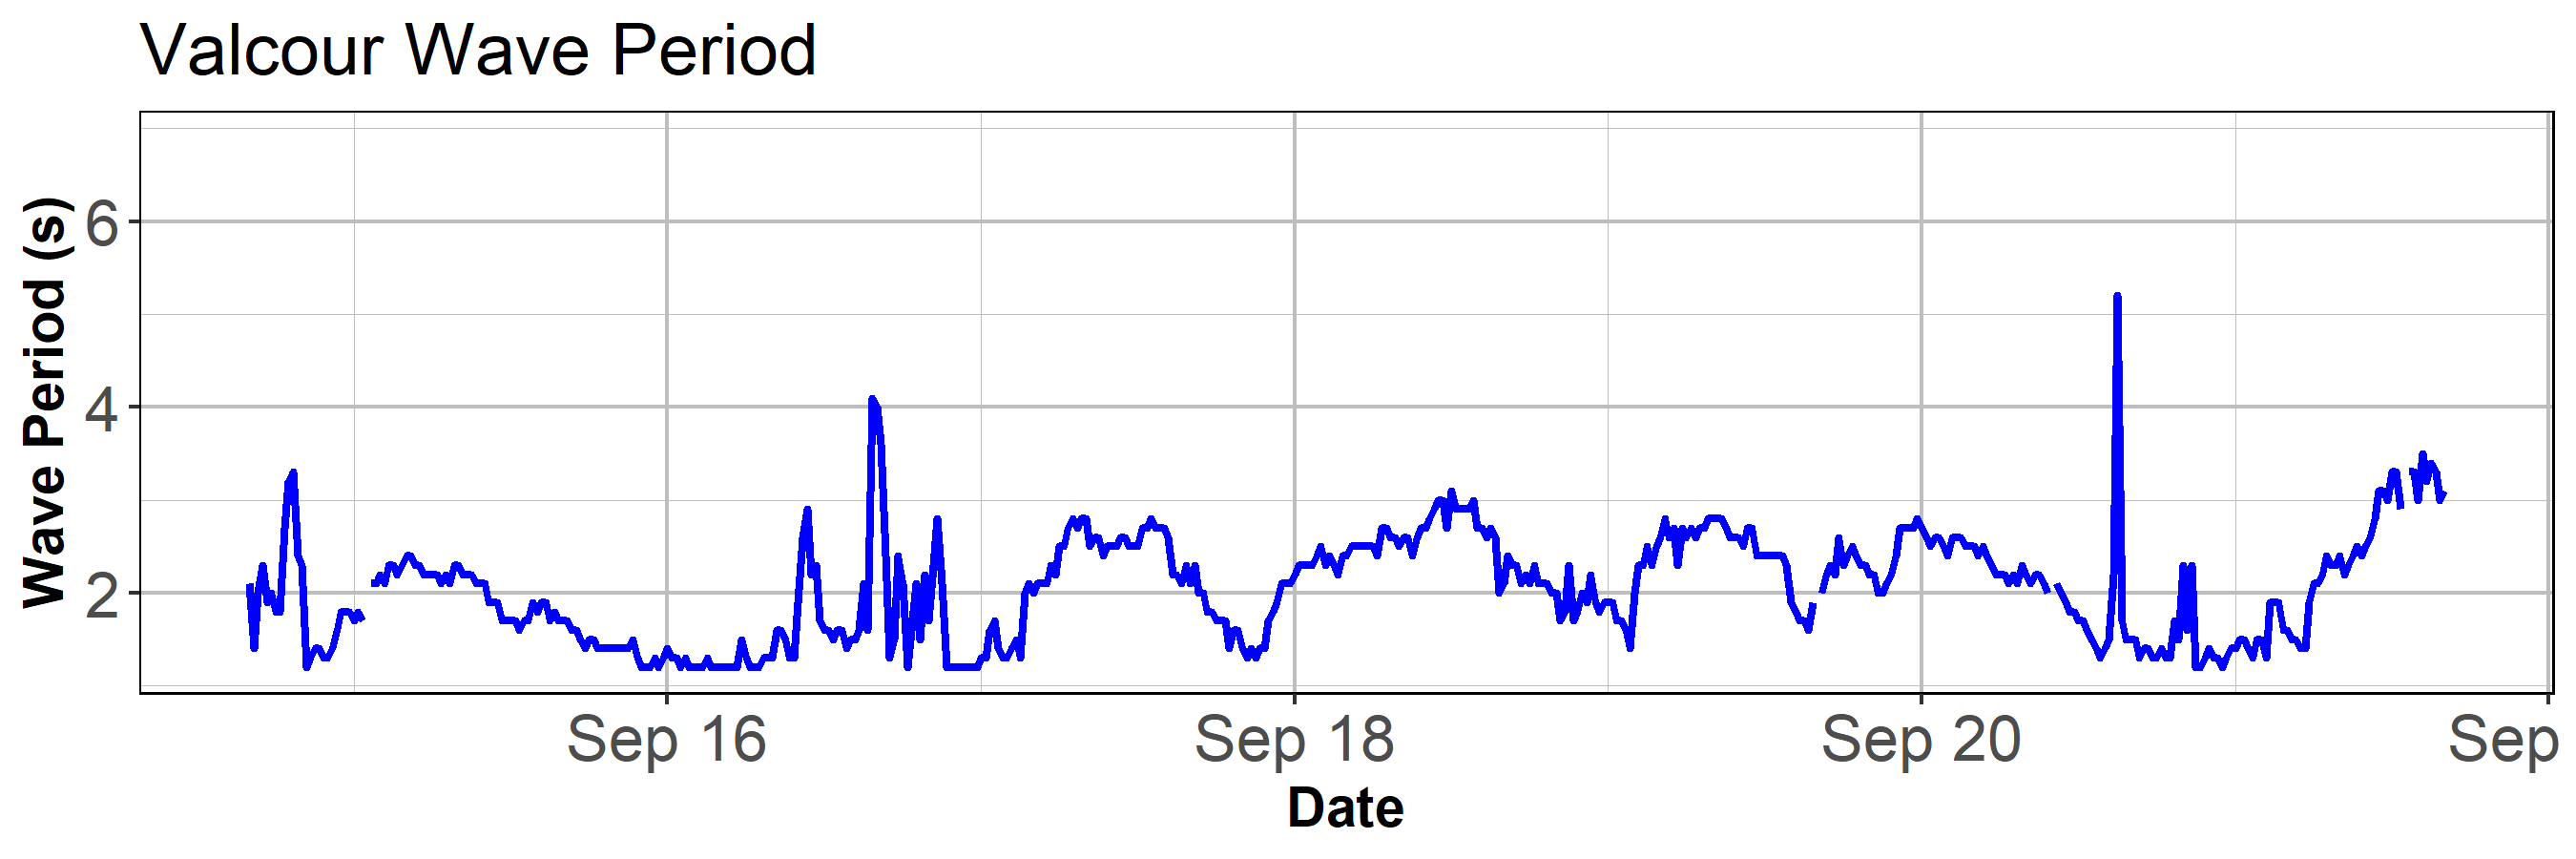 Valcour Wave Period
Wave Period (s)
6
4
2
Sep 16
Sep 18
Sep 20
Sep
Date